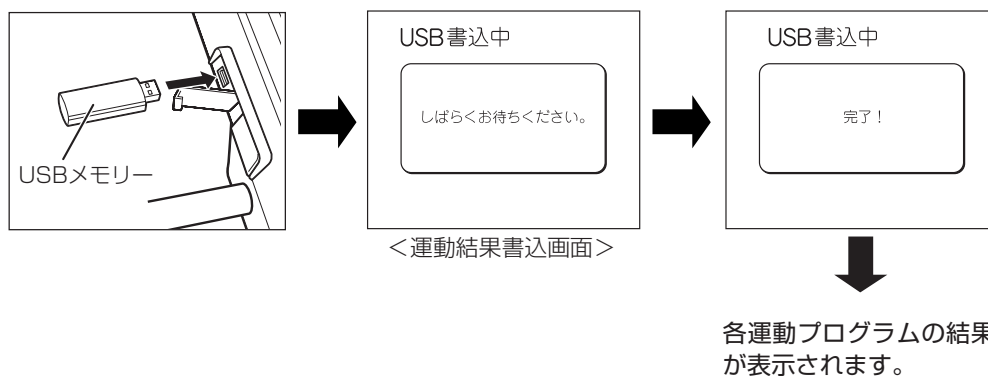 USBメモリー
USB書込中
しばらくお待ちください。
＜運動結果書込画面＞
USB書込中
完了！
各運動プログラムの結果
が表示されます。